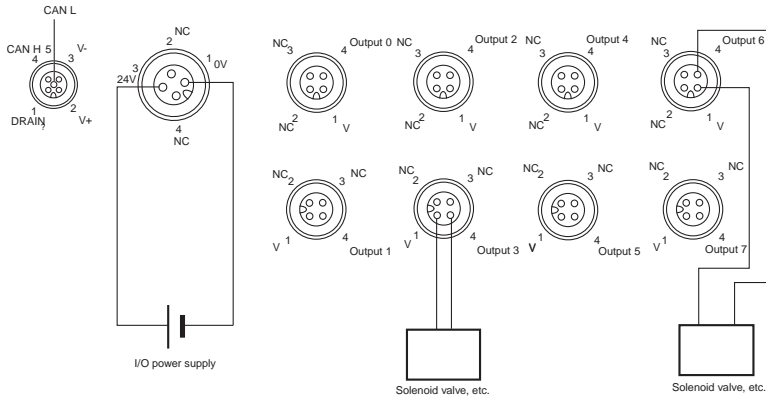 CAN L
CAN H 5 V-
4 3
1 2
DRAIN V+
?
NC
2
3 1 0V
24V
4
NC
I/O power supply
NC 3 4 Output 0
NC 2 1 V
NC 3 4 Output 2
NC 2 1 V
NC 3 4 Output 4
NC 2 1 V
NC 3 4 Output 6
NC 2 1 V
NC 2 3 NC
V 1 4 Output 1
NC 2 3 NC
V 1 4 Output 3
NC 2 3 NC
V 1 4 Output 5
NC 2 3 NC
V 1 4 Output 7
Solenoid valve, etc.
Solenoid valve, etc.